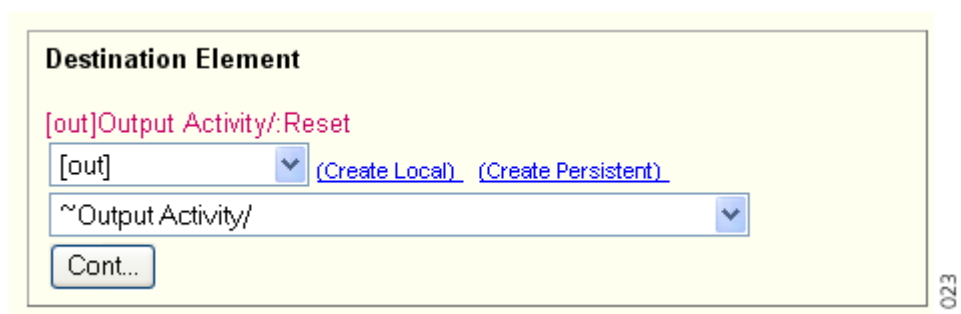 Destination Element
[out]Output Activity/:Reset
[out] (Create Local) (Create Persistent)
~Output Activity/
Cont...
023